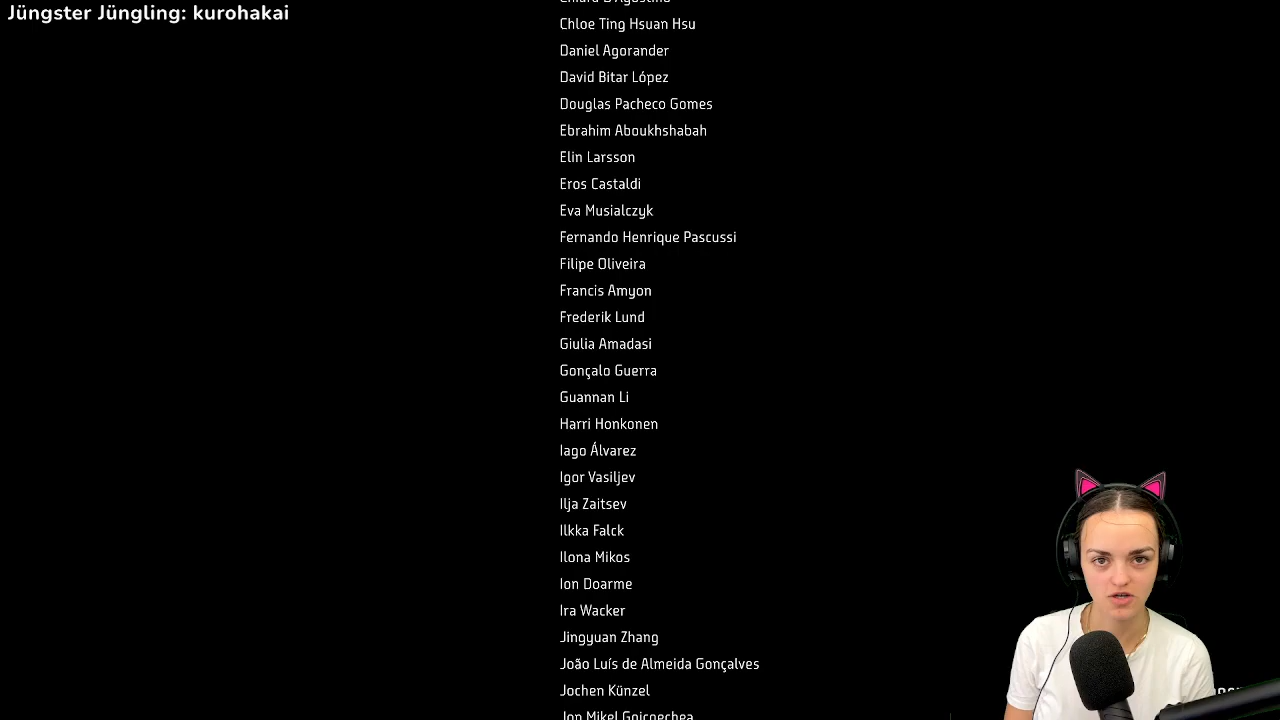 Jüngster Jüngling: kurohakai
Chiara D'Agostino
Chloe Ting Hsuan Hsu
Daniel Agorander
David Bitar López
Douglas Pacheco Gomes
Ebrahim Aboukhshabah
Elin Larsson
Eros Castaldi
Eva Musialczyk
Fernando Henrique Pascussi
Filipe Oliveira
Francis Amyon
Frederik Lund
Giulia Amadasi
Gonçalo Guerra
Guannan Li
Harri Honkonen
Iago Álvarez
Igor Vasiljev
Ilja Zaitsev
Ilkka Falck
Ilona Mikos
Ion Doarme
Ira Wacker
Jingyuan Zhang
João Luís de Almeida Gonçalves
Jochen Künzel
Jon Mikel Goicoechea